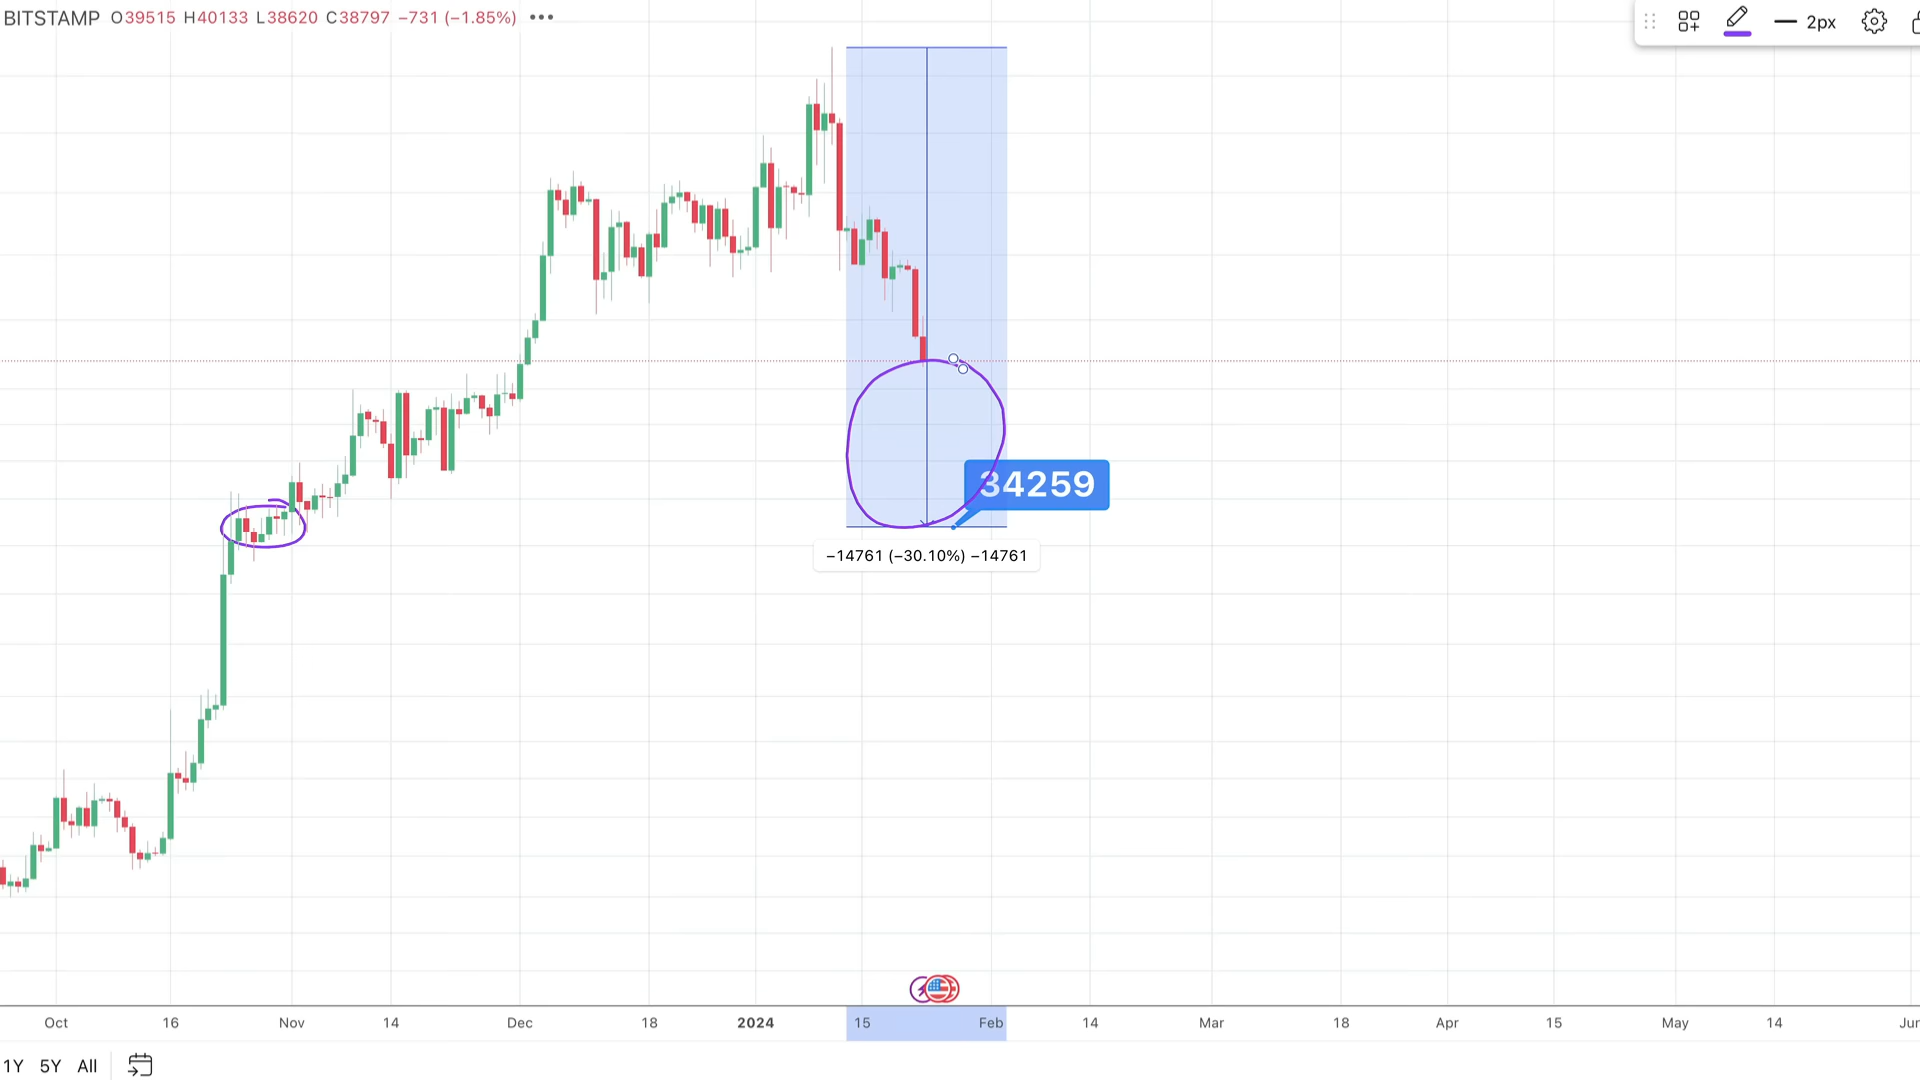 BITSTAMP O39515 H40133 L38620 C38797 −731 (−1.85%) •••
2px
34259
−14761 (−30.10%) −14761
Oct 16 Nov 14 Dec 18 2024 15 Feb 14 Mar 18 Apr 15 May 14
1Y 5Y All